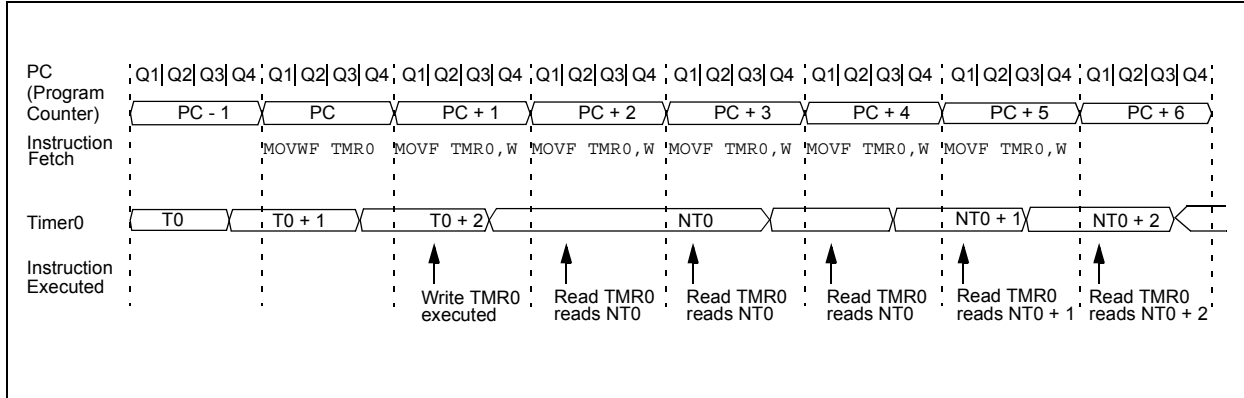 PC
(Program
Counter)
Q1 Q2 Q3 Q4 Q1 Q2 Q3 Q4 Q1 Q2 Q3 Q4 Q1 Q2 Q3 Q4 Q1 Q2 Q3 Q4 Q1 Q2 Q3 Q4 Q1 Q2 Q3 Q4 Q1 Q2 Q3 Q4
PC - 1 PC PC + 1 PC + 2 PC + 3 PC + 4 PC + 5 PC + 6
Instruction
Fetch
MOVWF TMR0 MOVF TMR0,W MOVF TMR0,W MOVF TMR0,W MOVF TMR0,W MOVF TMR0,W
Timer0
T0 T0 + 1 T0 + 2 NT0 NT0 + 1 NT0 + 2
Instruction
Executed
Write TMR0
executed
Read TMR0
reads NT0
Read TMR0
reads NT0
Read TMR0
reads NT0
Read TMR0
reads NT0 + 1
Read TMR0
reads NT0 + 2